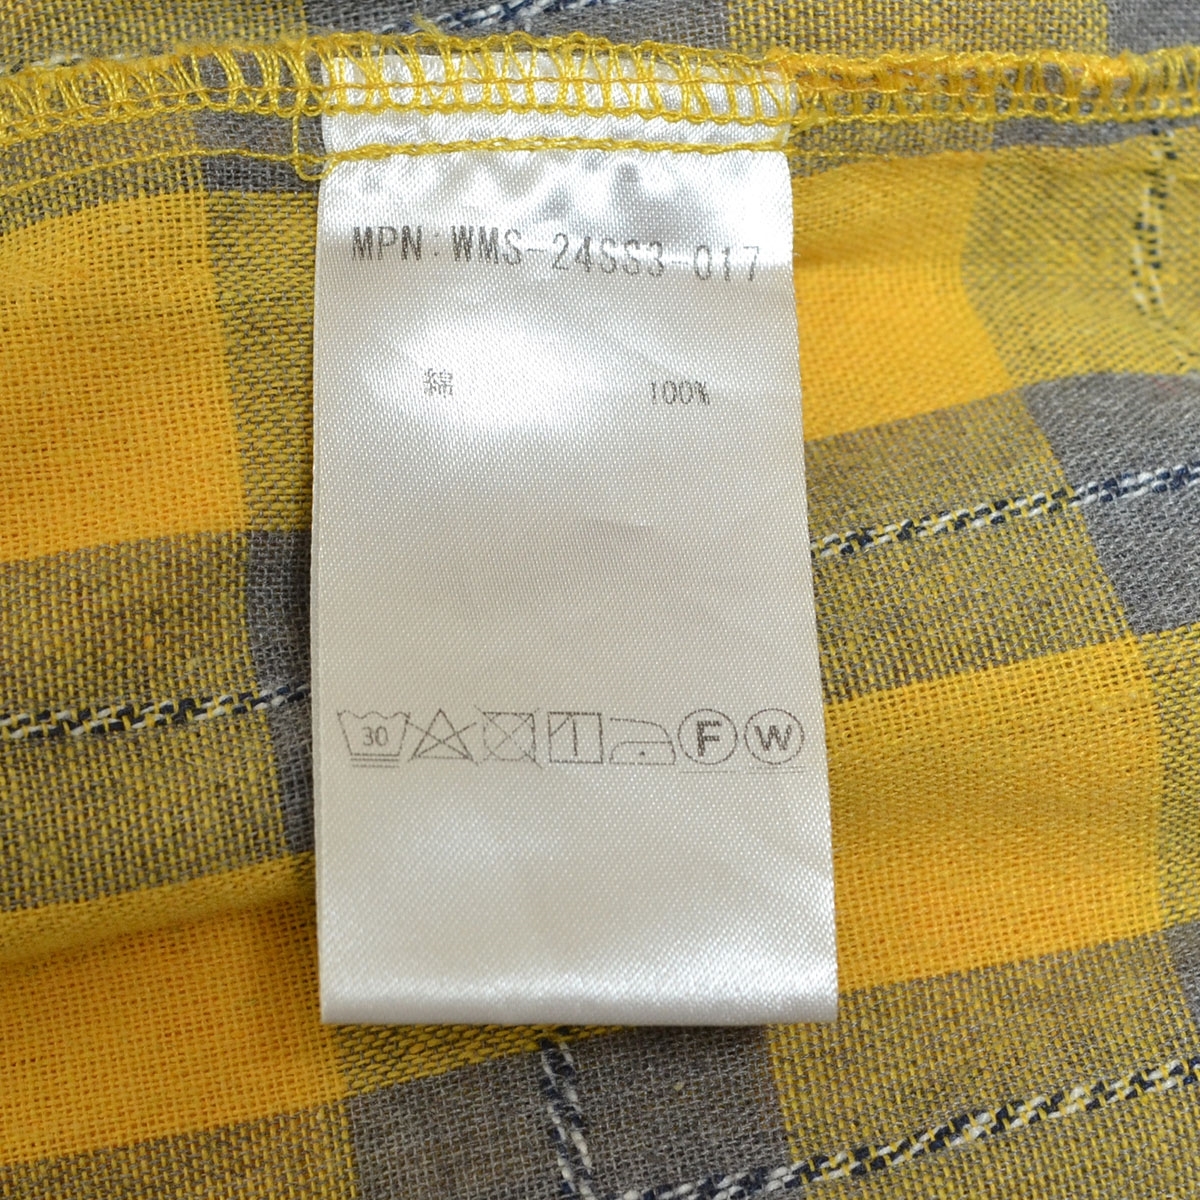 MPN:WMS-24SS3-017
綿 100%
30 F W